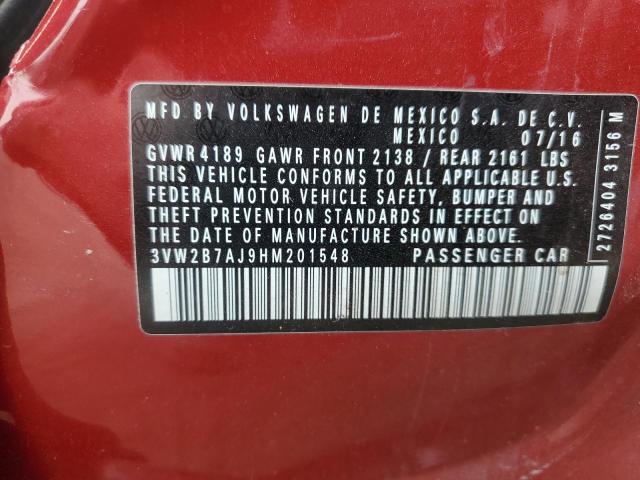 MFD BY VOLKSWAGEN DE MEXICO S.A. DE C.V.
MEXICO 07/16
GVWR 4189 GAWR FRONT 2138 / REAR 2161 LBS
THIS VEHICLE CONFORMS TO ALL APPLICABLE U.S.
FEDERAL MOTOR VEHICLE SAFETY, BUMPER AND
THEFT PREVENTION STANDARDS IN EFFECT ON
THE DATE OF MANUFACTURE SHOWN ABOVE.
3VW2B7AJ9HM201548 PASSENGER CAR
2726404 3156 M